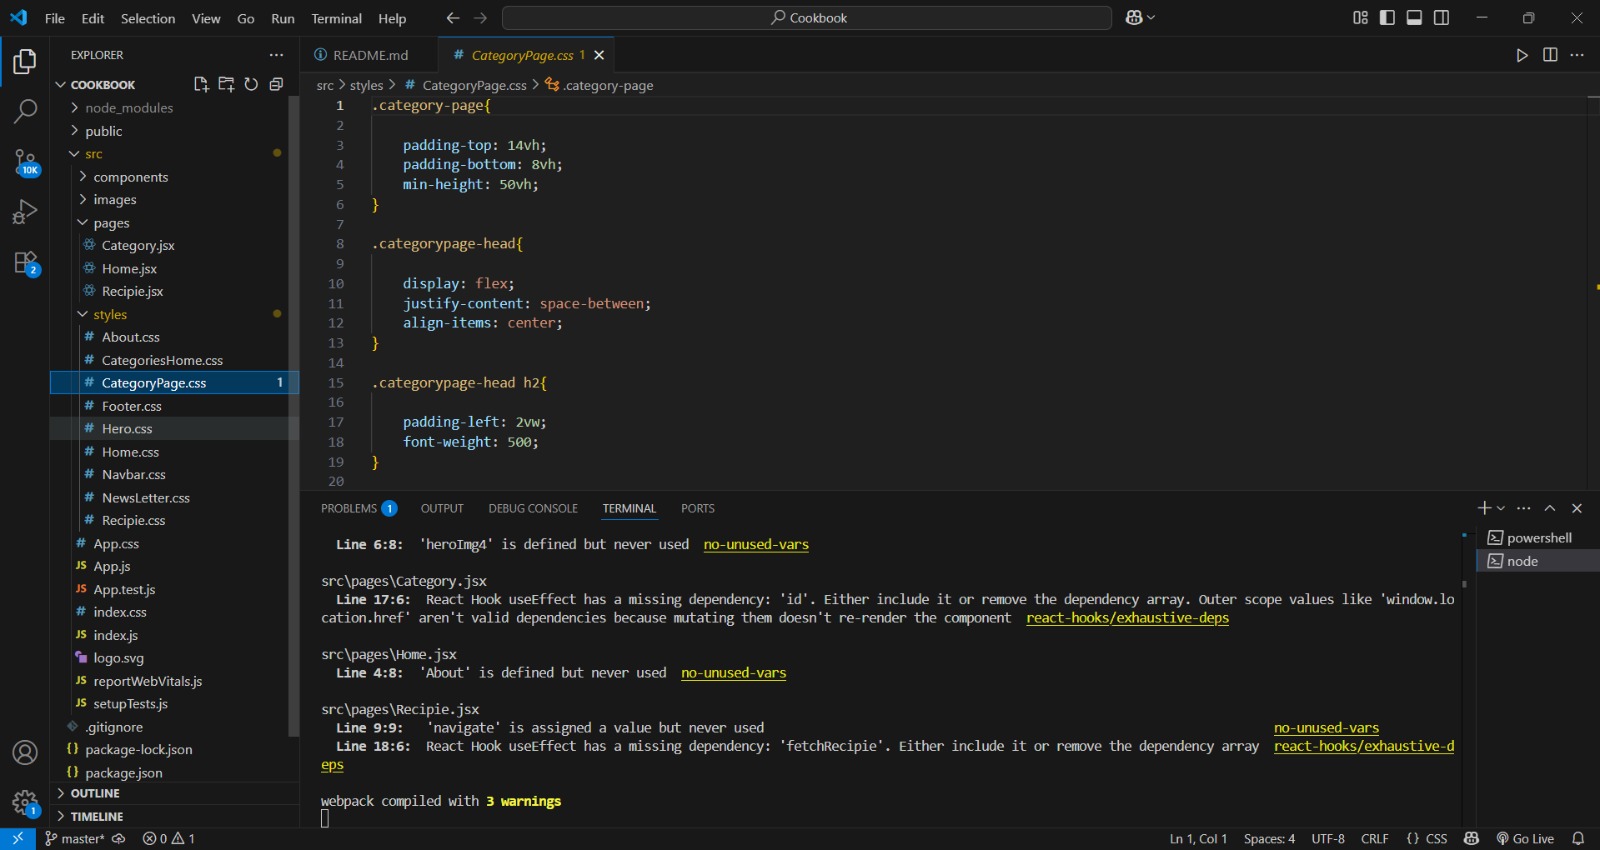 File Edit Selection View Go Run Terminal Help
Cookbook
EXPLORER
COOKBOOK
node_modules
public
src
components
images
pages
Category.jsx
Home.jsx
Recipie.jsx
styles
About.css
CategoriesHome.css
CategoryPage.css 1
Footer.css
Hero.css
Home.css
Navbar.css
NewsLetter.css
Recipie.css
App.css
JS App.js
JS App.test.js
index.css
JS index.js
logo.svg
JS reportWebVitals.js
JS setupTests.js
.gitignore
{} package-lock.json
{} package.json
OUTLINE
TIMELINE
10K
2
1
README.md
# CategoryPage.css 1
src > styles > # CategoryPage.css > .category-page
1 .category-page{
2
3 padding-top: 14vh;
4 padding-bottom: 8vh;
5 min-height: 50vh;
6 }
7
8 .categorypage-head{
9
10 display: flex;
11 justify-content: space-between;
12 align-items: center;
13 }
14
15 .categorypage-head h2{
16
17 padding-left: 2vw;
18 font-weight: 500;
19 }
20
PROBLEMS 1 OUTPUT DEBUG CONSOLE TERMINAL PORTS
Line 6:8: 'heroImg4' is defined but never used no-unused-vars
src\pages\Category.jsx
Line 17:6: React Hook useEffect has a missing dependency: 'id'. Either include it or remove the dependency array. Outer scope values like 'window.lo
cation.href' aren't valid dependencies because mutating them doesn't re-render the component react-hooks/exhaustive-deps
src\pages\Home.jsx
Line 4:8: 'About' is defined but never used no-unused-vars
src\pages\Recipie.jsx
Line 9:9: 'navigate' is assigned a value but never used no-unused-vars
Line 18:6: React Hook useEffect has a missing dependency: 'fetchRecipie'. Either include it or remove the dependency array react-hooks/exhaustive-d
eps
webpack compiled with 3 warnings
powershell
node
master* 0 1
Ln 1, Col 1 Spaces: 4 UTF-8 CRLF {} CSS Go Live